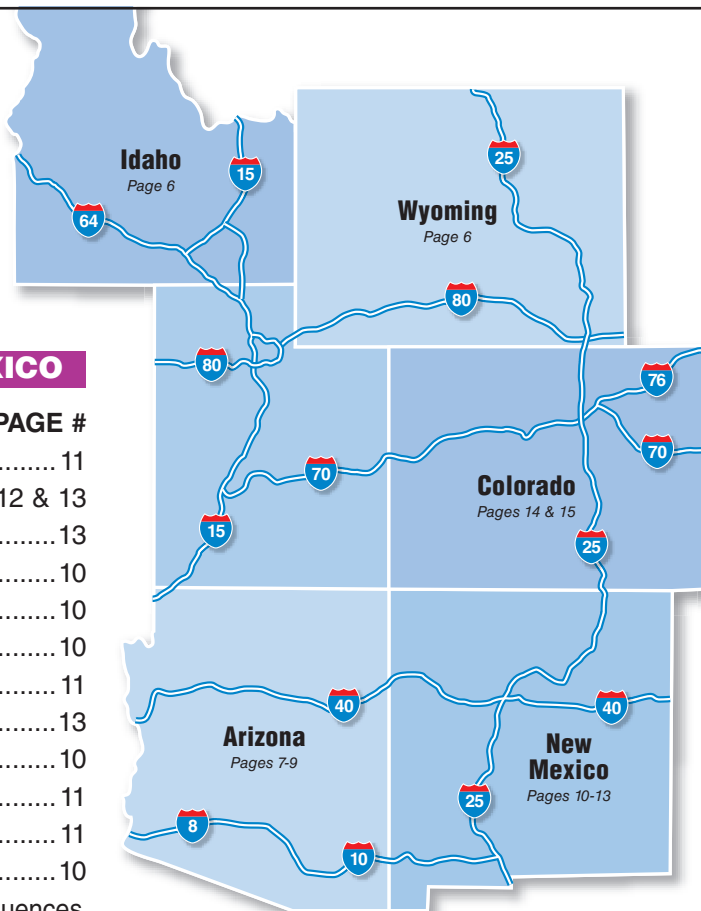 XICO
PAGE #
......... 11
12 & 13
......... 13
......... 10
......... 10
......... 10
......... 11
......... 13
......... 10
......... 11
......... 11
......... 10
uences
Idaho
Page 6
15
64
Wyoming
Page 6
25
80
80
76
70
70
Colorado
Pages 14 & 15
15
25
40
40
Arizona
Pages 7-9
New
Mexico
Pages 10-13
25
8
10